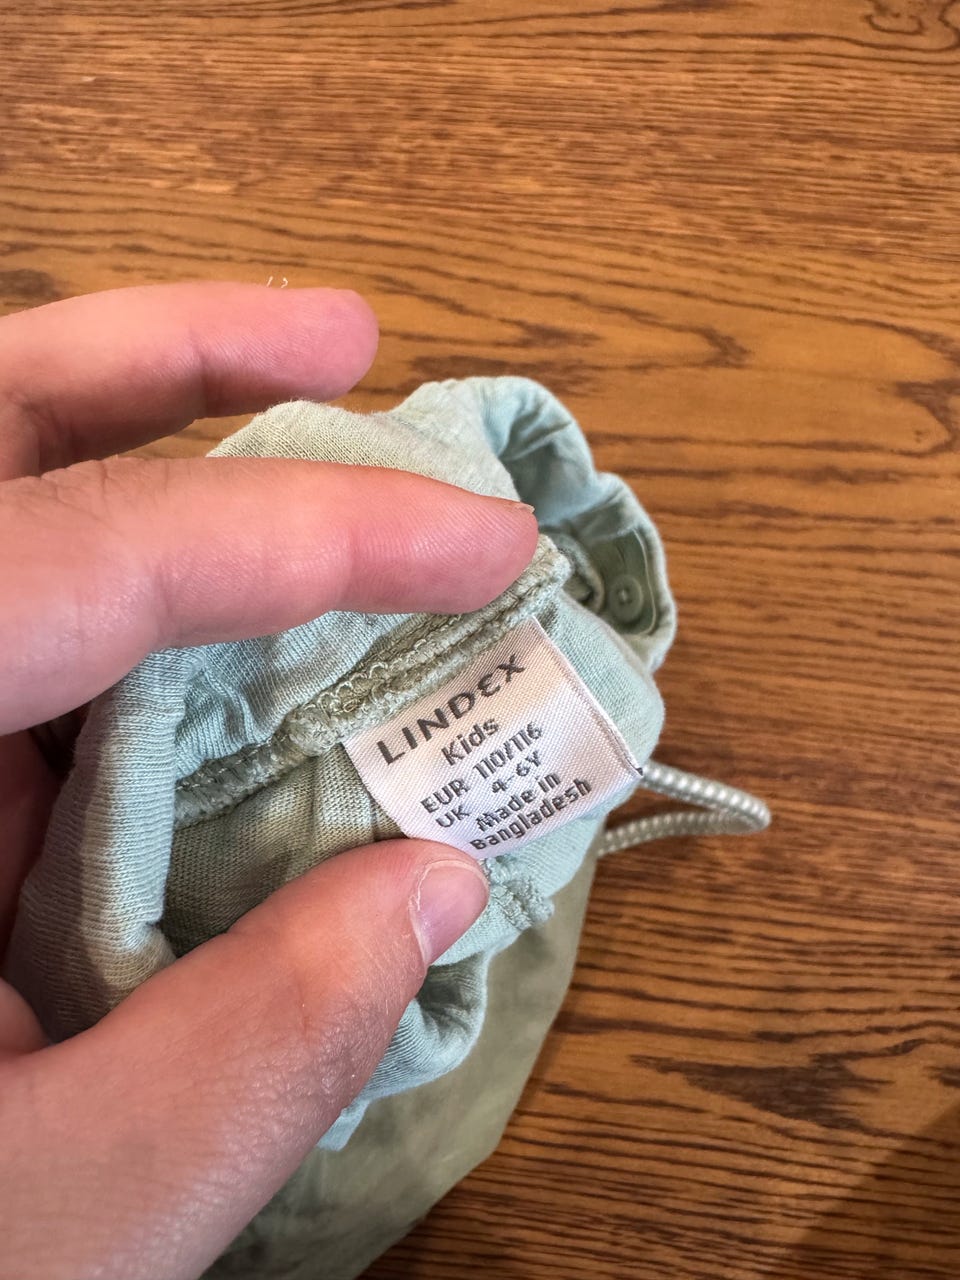 LINDEX
Kids
EUR 110/116
UK 4-6Y
Made in
Bangladesh